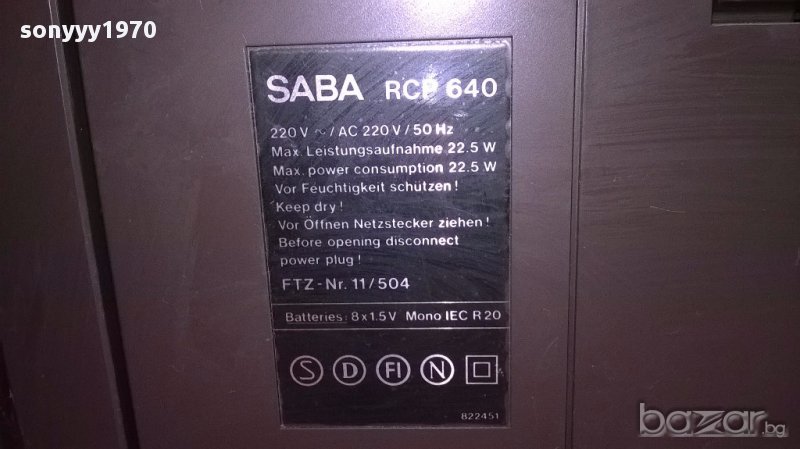 sonyyy1970
SABA RCP 640
220 V ~ / AC 220 V / 50 Hz
Max. Leistungsaufnahme 22.5 W
Max. power consumption 22.5 W
Vor Feuchtigkeit schützen!
Keep dry!
Vor Öffnen Netzstecker ziehen!
Before opening disconnect
power plug!
FTZ-Nr. 11/504
Batteries: 8x1.5V Mono IEC R 20
S D FI N
822451
bazar.bg